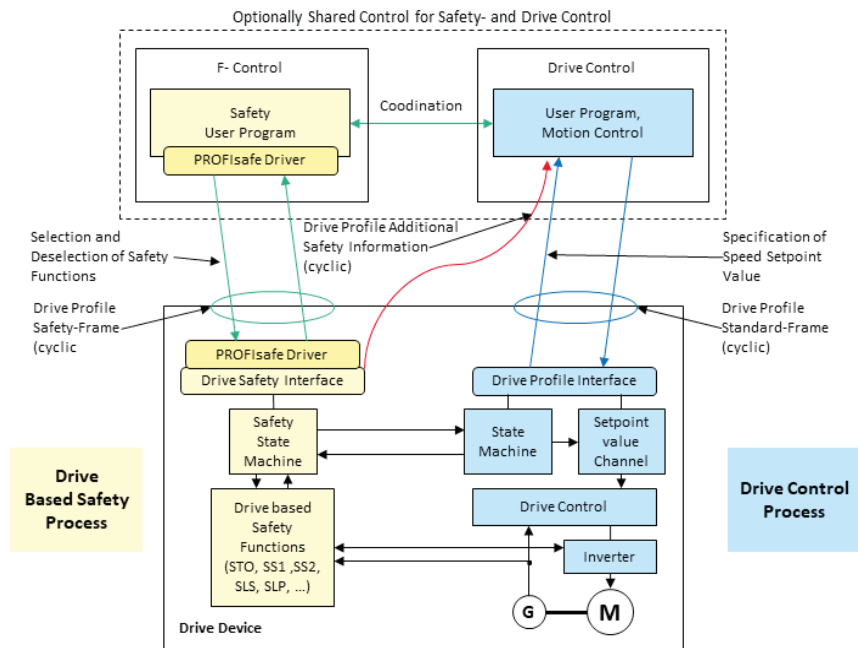 Optionally Shared Control for Safety- and Drive Control
F- Control
Safety
User Program
PROFIsafe Driver
Coodination
Drive Control
User Program,
Motion Control
Selection and
Deselection of Safety
Functions
Drive Profile Additional
Safety Information
(cyclic)
Specification of
Speed Setpoint
Value
Drive Profile
Safety-Frame
(cyclic
Drive Profile
Standard-Frame
(cyclic)
PROFIsafe Driver
Drive Safety Interface
Drive Profile Interface
Safety
State
Machine
State
Machine
Setpoint
value
Channel
Drive
Based Safety
Process
Drive based
Safety
Functions
(STO, SS1 ,SS2,
SLS, SLP, ...)
Drive Control
Inverter
G
M
Drive Control
Process
Drive Device